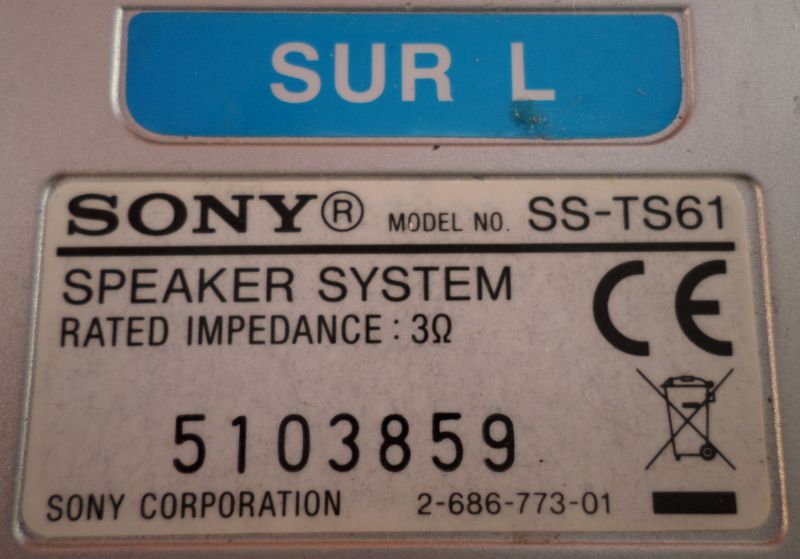 SUR L
SONY® MODEL NO. SS-TS61
SPEAKER SYSTEM
RATED IMPEDANCE : 3Ω
CE
5103859
SONY CORPORATION 2-686-773-01